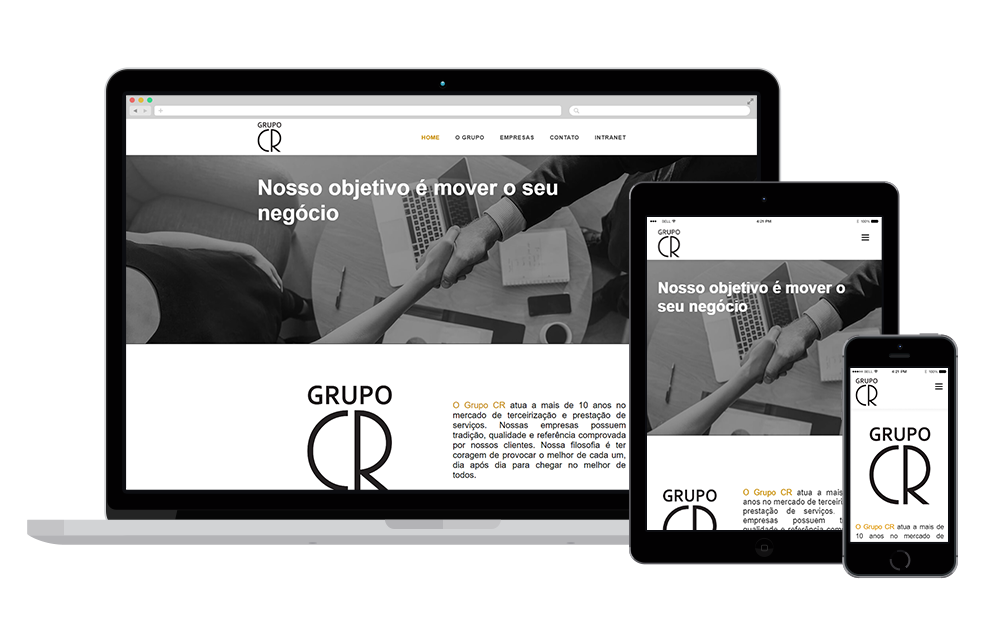 GRUPO
CR
HOME O GRUPO EMPRESAS CONTATO INTRANET
Nosso objetivo é mover o seu
negócio
GRUPO
CR
O Grupo CR atua a mais de 10 anos no
mercado de terceirização e prestação de
serviços. Nossas empresas possuem
tradição, qualidade e referência comprovada
por nossos clientes. Nossa filosofia é ter
coragem de provocar o melhor de cada um,
dia após dia para chegar no melhor de
todos.
BELL 4:21 PM 100%
GRUPO
CR
Nosso objetivo é mover o
seu negócio
GRUPO
CR
O Grupo CR atua a mais
anos no mercado de terceiri
prestação de serviços.
empresas possuem
qualidade e referência com
BELL 4:21 PM 100%
GRUPO
CR
GRUPO
CR
O Grupo CR atua a mais de
10 anos no mercado de